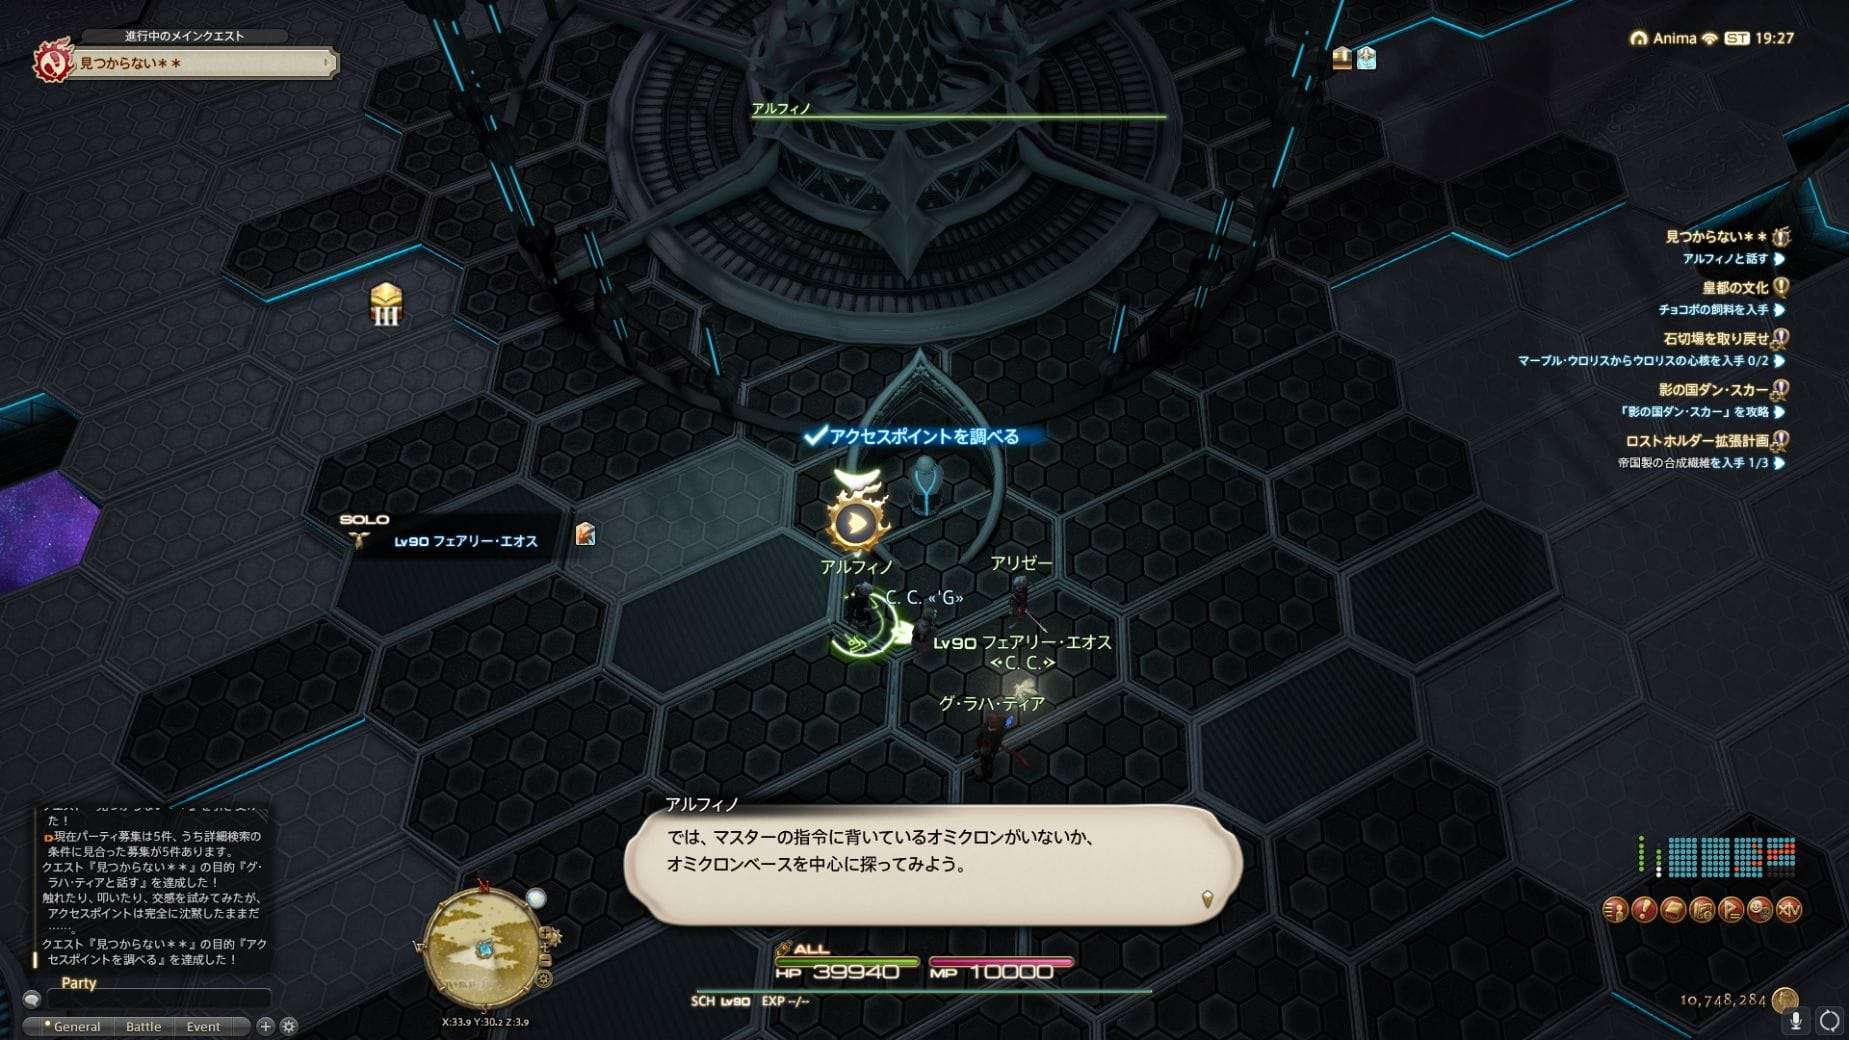 進行中のメインクエスト
見つからない＊＊
Anima ST 19:27
アルフィノ
見つからない＊＊
アルフィノと話す
皇都の文化
チョコボの飼料を入手
石切場を取り戻せ
マーブル・ウロリスからウロリスの心核を入手 0/2
影の国ダン・スカー
「影の国ダン・スカー」を攻略
ロストホルダー拡張計画
帝国製の合成繊維を入手 1/3
III
アクセスポイントを調べる
SOLO
Lv90 フェアリー・エオス
アルフィノ
アリゼー
C. C. «'G»
Lv90 フェアリー・エオス
«C. C.»
グ・ラハ・ティア
アルフィノ
では、マスターの指令に背いているオミクロンがいないか、
オミクロンベースを中心に探ってみよう。
た！
現在パーティ募集は5件、うち詳細検索の
条件に見合った募集が5件あります。
クエスト『見つからない＊＊』の目的『グ・
ラハ・ティアと話す』を達成した！
触れたり、叩いたり、交感を試みてみたが、
アクセスポイントは完全に沈黙したままだ
……。
クエスト『見つからない＊＊』の目的『アク
セスポイントを調べる』を達成した！
Party
General Battle Event
N
W
S
X:33.9 Y:30.2 Z:3.9
ALL
HP 39940 MP 10000
SCH Lv90 EXP --/--
XIV
10,748,284